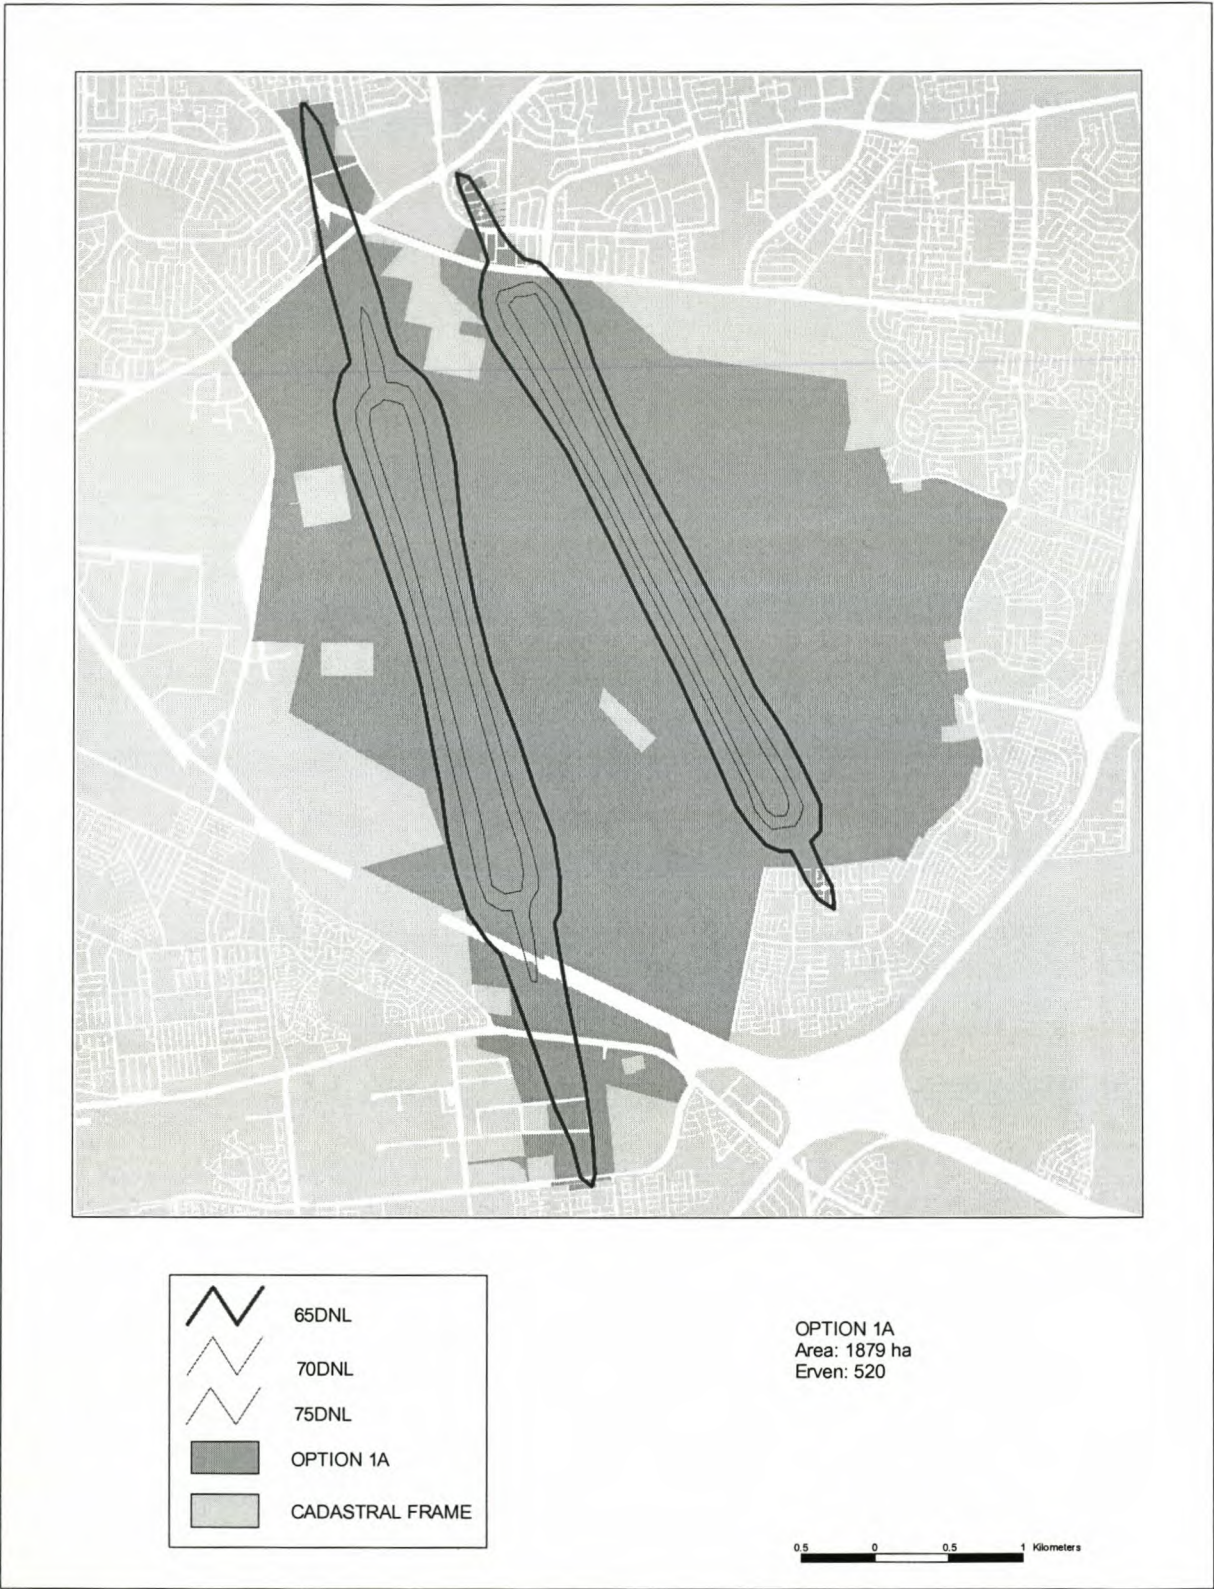 65DNL
70DNL
75DNL
OPTION 1A
CADASTRAL FRAME
OPTION 1A
Area: 1879 ha
Erven: 520
0.5 0 0.5 1 Kilometers